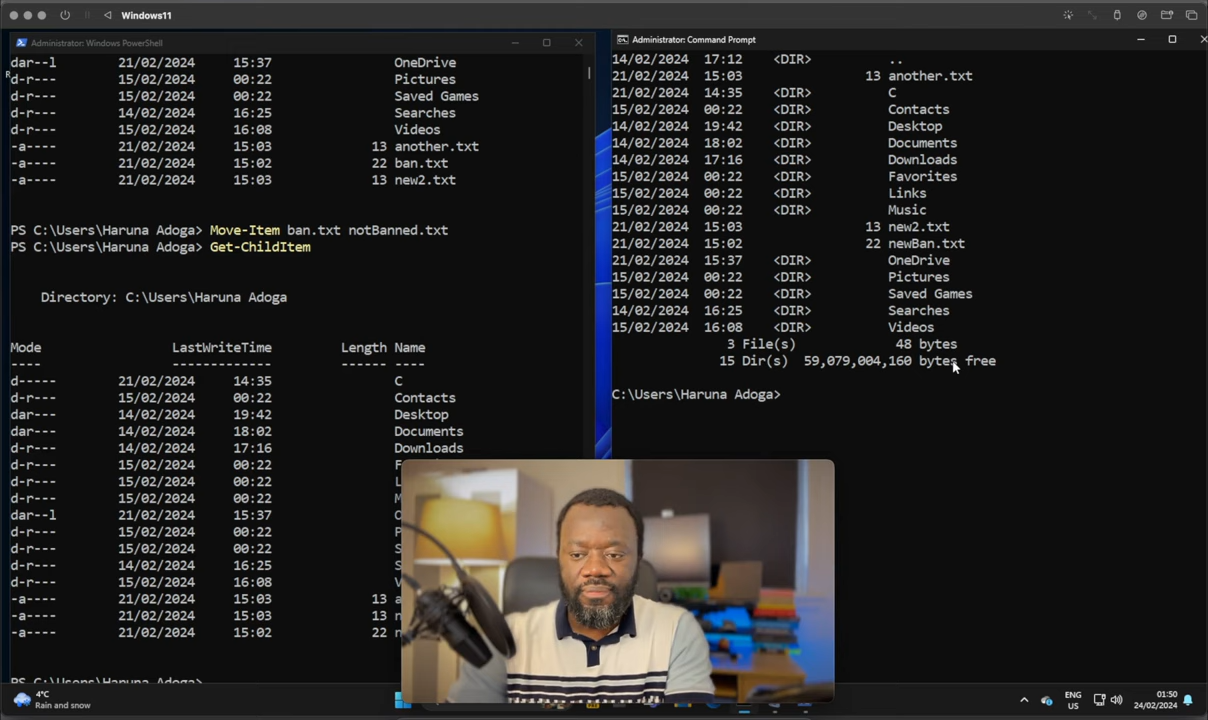 Windows11
Administrator: Windows PowerShell
dar--l 21/02/2024 15:37 OneDrive
d-r--- 15/02/2024 00:22 Pictures
d-r--- 15/02/2024 00:22 Saved Games
d-r--- 14/02/2024 16:25 Searches
d-r--- 15/02/2024 16:08 Videos
-a---- 21/02/2024 15:03 13 another.txt
-a---- 21/02/2024 15:02 22 ban.txt
-a---- 21/02/2024 15:03 13 new2.txt
PS C:\Users\Haruna Adoga> Move-Item ban.txt notBanned.txt
PS C:\Users\Haruna Adoga> Get-ChildItem
Directory: C:\Users\Haruna Adoga
Mode LastWriteTime Length Name
---- ------------- ------ ----
d----- 21/02/2024 14:35 C
d-r--- 15/02/2024 00:22 Contacts
dar--- 14/02/2024 19:42 Desktop
dar--- 14/02/2024 18:02 Documents
d-r--- 14/02/2024 17:16 Downloads
d-r--- 15/02/2024 00:22 F
d-r--- 15/02/2024 00:22 L
d-r--- 15/02/2024 00:22 M
dar--l 21/02/2024 15:37 O
d-r--- 15/02/2024 00:22 P
d-r--- 15/02/2024 00:22 S
d-r--- 14/02/2024 16:25 S
d-r--- 15/02/2024 16:08 V
-a---- 21/02/2024 15:03 13 a
-a---- 21/02/2024 15:03 13 n
-a---- 21/02/2024 15:02 22 n
PS C:\Users\Haruna Adoga>
Administrator: Command Prompt
14/02/2024 17:12 <DIR> ..
21/02/2024 15:03 13 another.txt
21/02/2024 14:35 <DIR> C
15/02/2024 00:22 <DIR> Contacts
14/02/2024 19:42 <DIR> Desktop
14/02/2024 18:02 <DIR> Documents
14/02/2024 17:16 <DIR> Downloads
15/02/2024 00:22 <DIR> Favorites
15/02/2024 00:22 <DIR> Links
15/02/2024 00:22 <DIR> Music
21/02/2024 15:03 13 new2.txt
21/02/2024 15:02 22 newBan.txt
21/02/2024 15:37 <DIR> OneDrive
15/02/2024 00:22 <DIR> Pictures
15/02/2024 00:22 <DIR> Saved Games
14/02/2024 16:25 <DIR> Searches
15/02/2024 16:08 <DIR> Videos
3 File(s) 48 bytes
15 Dir(s) 59,079,004,160 bytes free
C:\Users\Haruna Adoga>
4°C
Rain and snow
ENG
US
01:50
24/02/2024